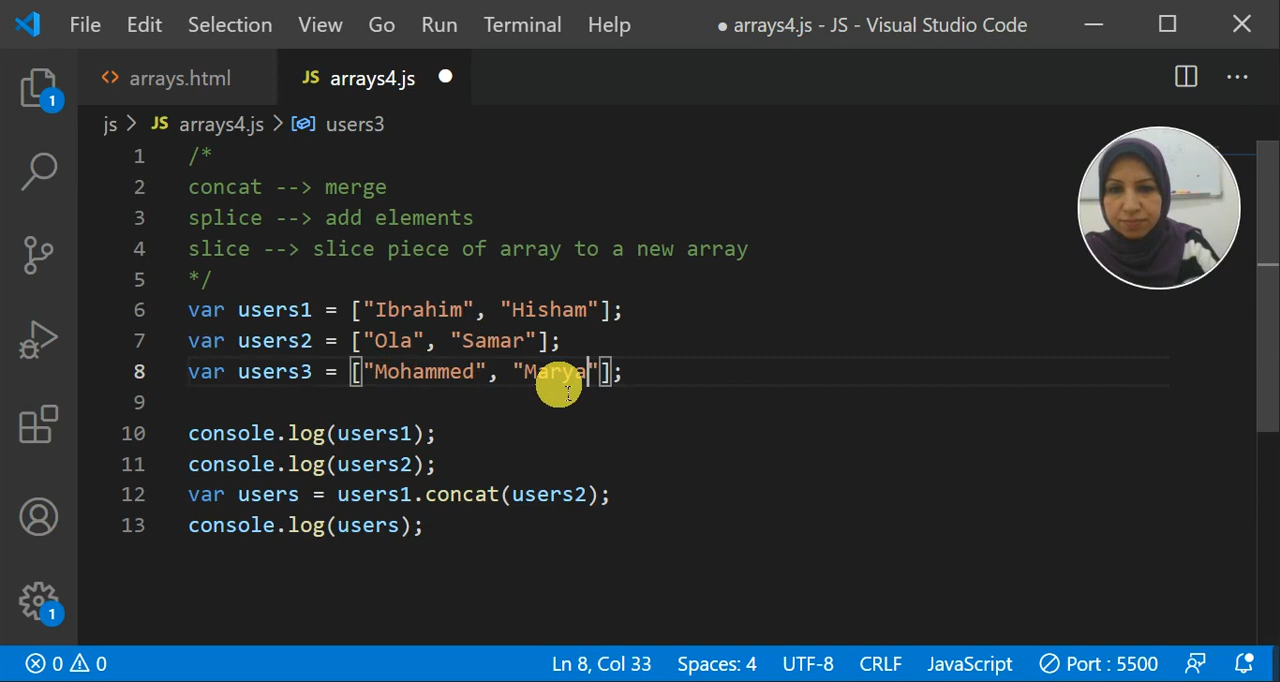 File Edit Selection View Go Run Terminal Help ● arrays4.js - JS - Visual Studio Code
<> arrays.html JS arrays4.js ●
js > JS arrays4.js > users3
1 /*
2 concat --> merge
3 splice --> add elements
4 slice --> slice piece of array to a new array
5 */
6 var users1 = ["Ibrahim", "Hisham"];
7 var users2 = ["Ola", "Samar"];
8 var users3 = ["Mohammed", "Marya"];
9
10 console.log(users1);
11 console.log(users2);
12 var users = users1.concat(users2);
13 console.log(users);
1
1
0 0 Ln 8, Col 33 Spaces: 4 UTF-8 CRLF JavaScript Port : 5500